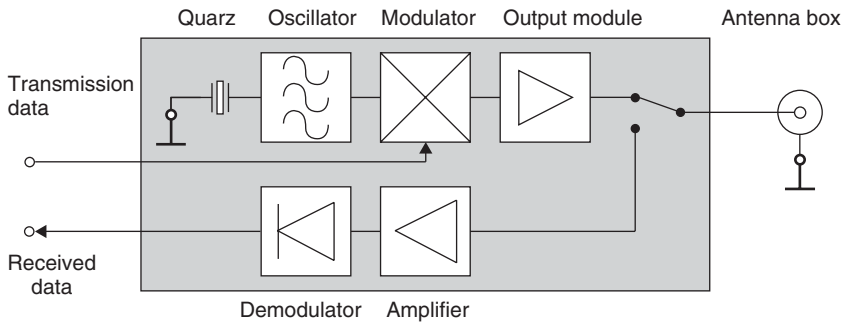 Quarz
Oscillator
Modulator
Output module
Antenna box
Transmission
data
Received
data
Demodulator
Amplifier